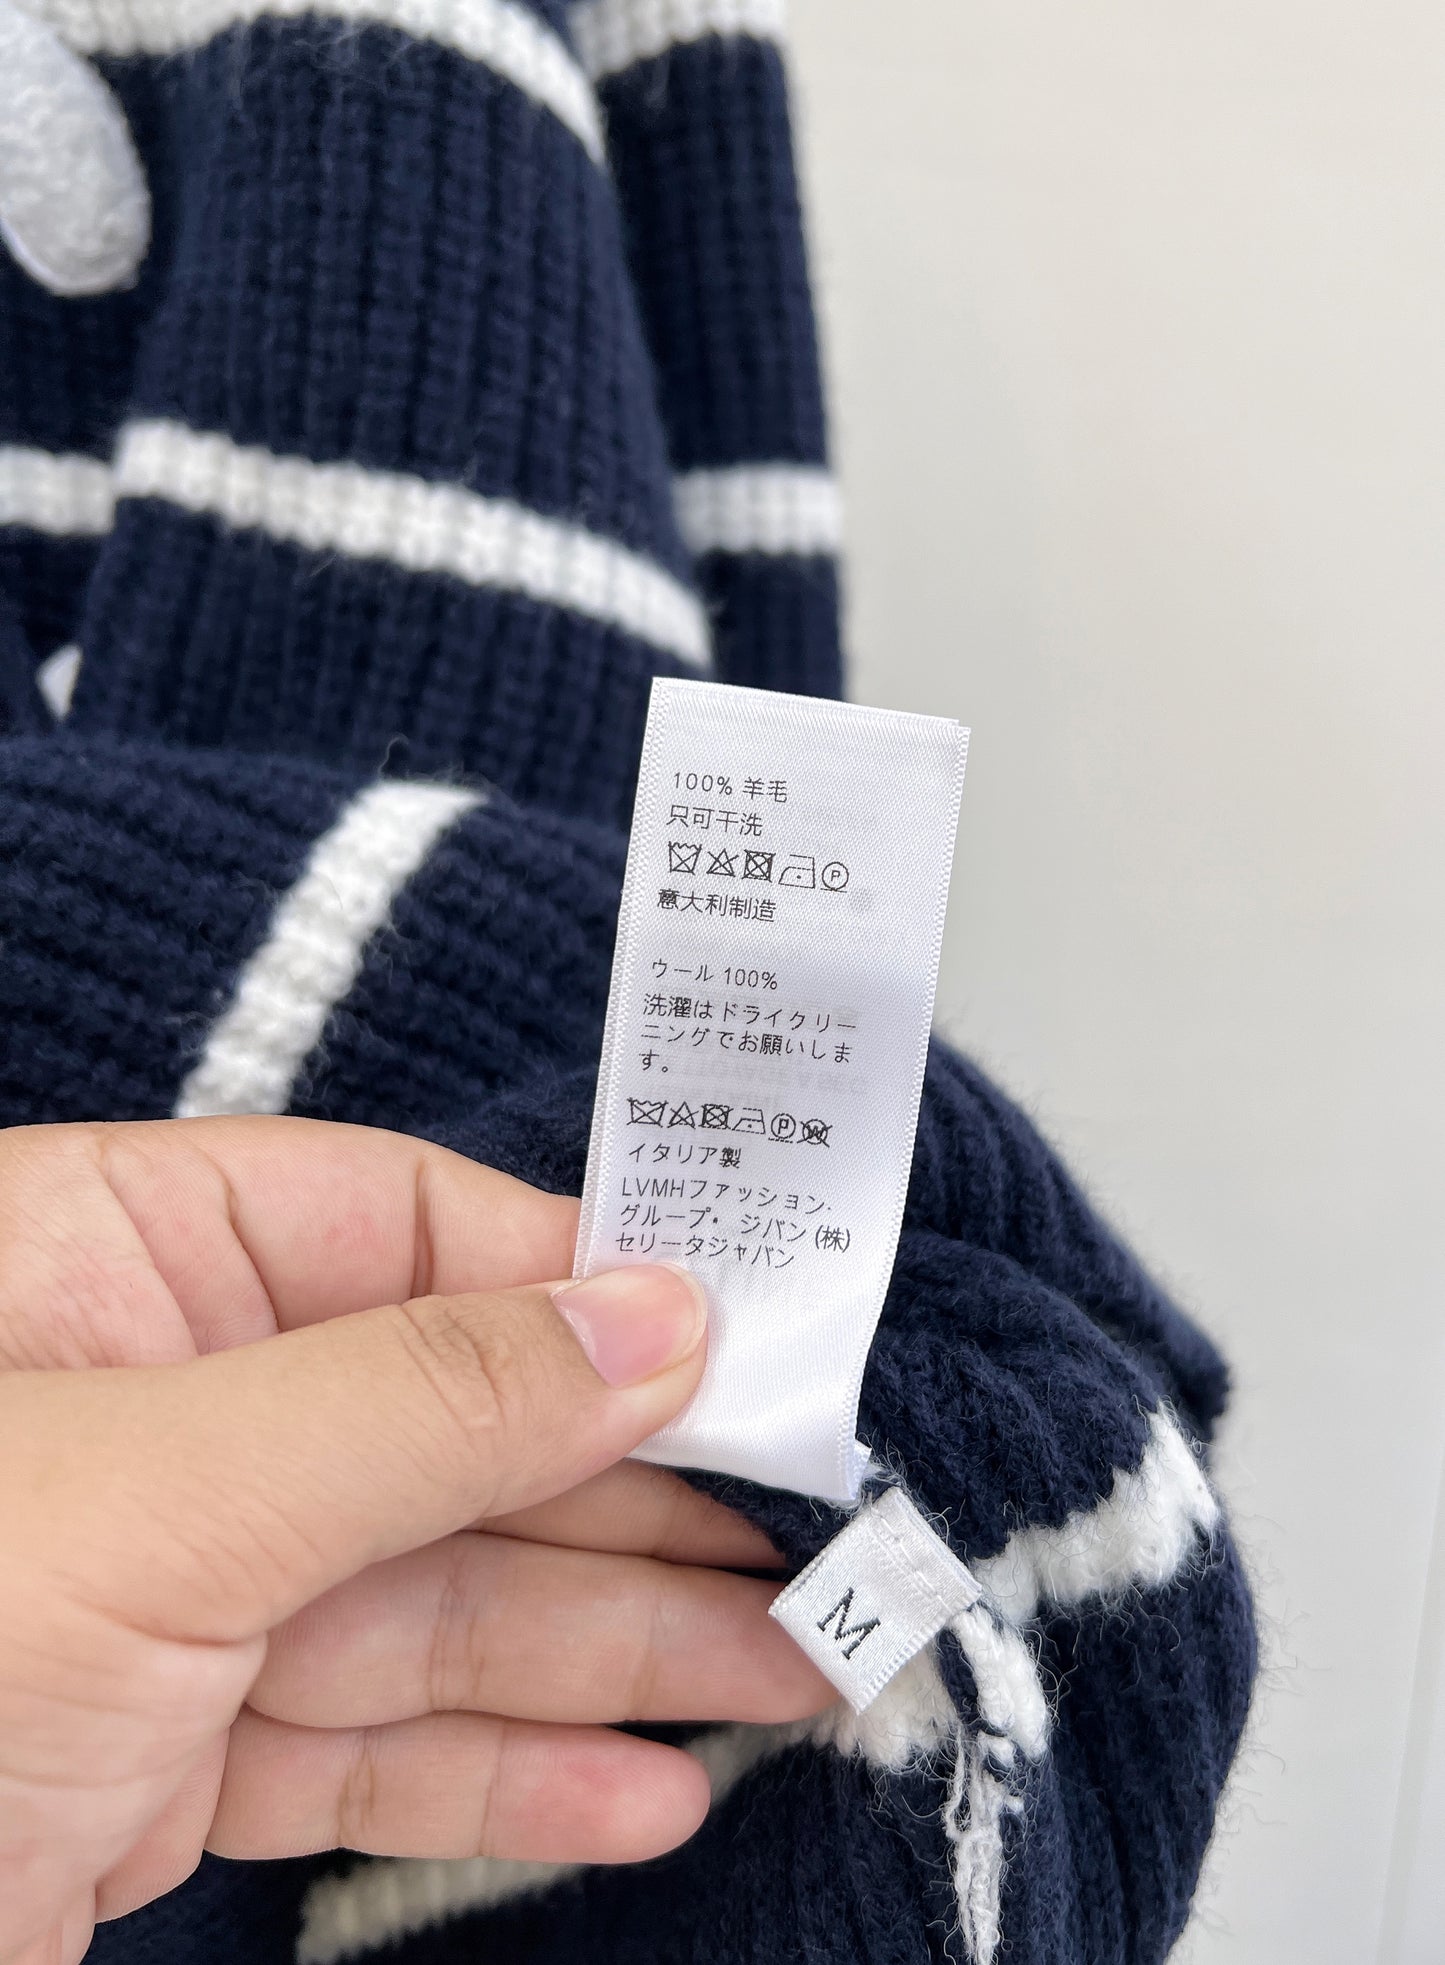 100% 羊毛
只可干洗
P
意大利制造
ウール 100%
洗濯はドライクリー
ニングでお願いしま
す。
P W
イタリア製
LVMHファッション.
グループ・ ジバン (株)
セリータジャバン
M